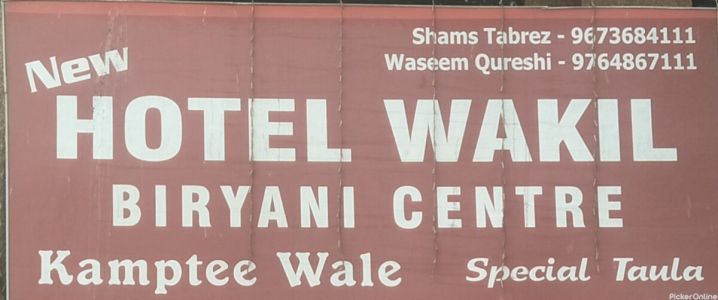 Shams Tabrez - 9673684111
Waseem Qureshi - 9764867111
New
HOTEL WAKIL
BIRYANI CENTRE
Kamptee Wale Special Taula
PickerOnline